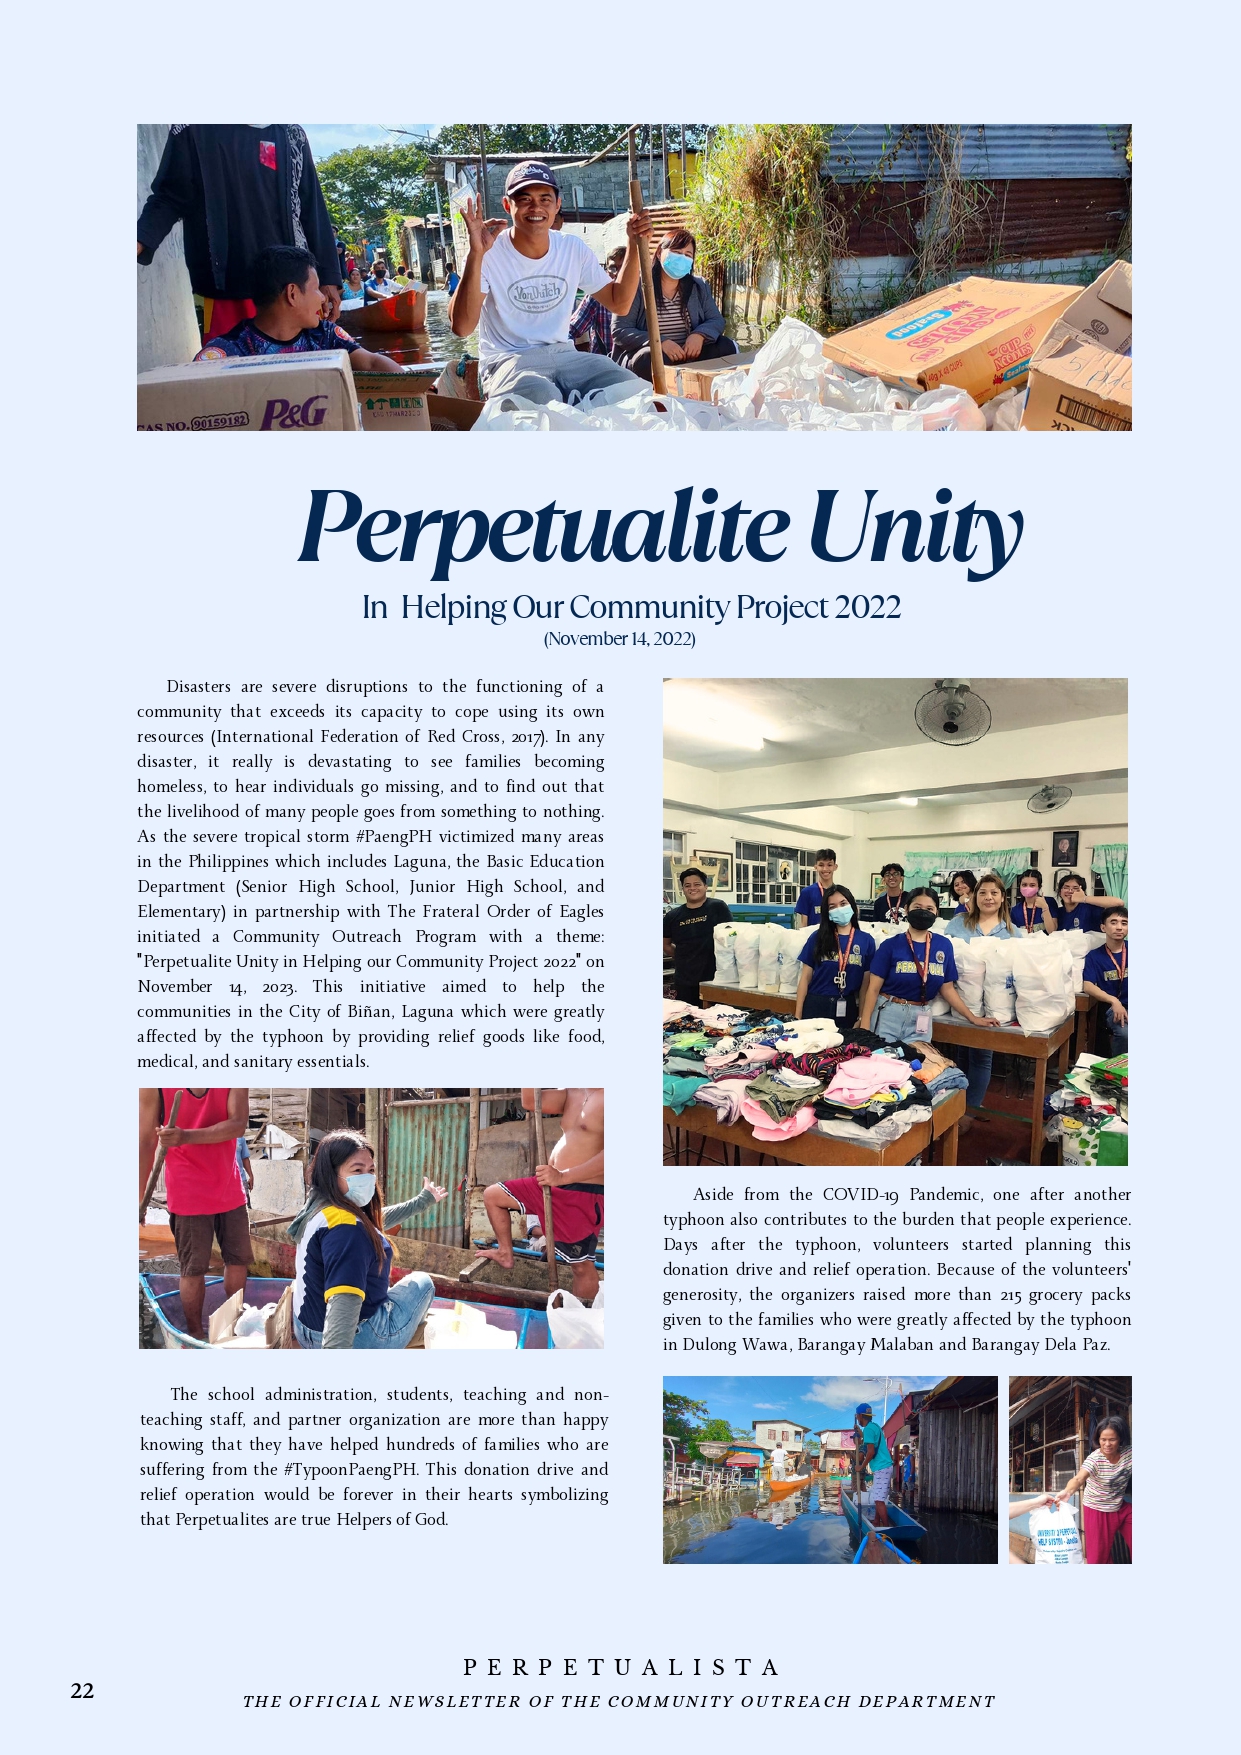 Von Dutch
P&G
CAS NO. 90159182
Seafood
CUP
NOODLES
Seafood
Perpetualite Unity
In Helping Our Community Project 2022
(November 14, 2022)
Disasters are severe disruptions to the functioning of a
community that exceeds its capacity to cope using its own
resources (International Federation of Red Cross, 2017). In any
disaster, it really is devastating to see families becoming
homeless, to hear individuals go missing, and to find out that
the livelihood of many people goes from something to nothing.
As the severe tropical storm #PaengPH victimized many areas
in the Philippines which includes Laguna, the Basic Education
Department (Senior High School, Junior High School, and
Elementary) in partnership with The Frateral Order of Eagles
initiated a Community Outreach Program with a theme:
"Perpetualite Unity in Helping our Community Project 2022" on
November 14, 2023. This initiative aimed to help the
communities in the City of Biñan, Laguna which were greatly
affected by the typhoon by providing relief goods like food,
medical, and sanitary essentials.
The school administration, students, teaching and non-
teaching staff, and partner organization are more than happy
knowing that they have helped hundreds of families who are
suffering from the #TypoonPaengPH. This donation drive and
relief operation would be forever in their hearts symbolizing
that Perpetualites are true Helpers of God.
PERPETUAL
Aside from the COVID-19 Pandemic, one after another
typhoon also contributes to the burden that people experience.
Days after the typhoon, volunteers started planning this
donation drive and relief operation. Because of the volunteers'
generosity, the organizers raised more than 215 grocery packs
given to the families who were greatly affected by the typhoon
in Dulong Wawa, Barangay Malaban and Barangay Dela Paz.
PERPETUALISTA
THE OFFICIAL NEWSLETTER OF THE COMMUNITY OUTREACH DEPARTMENT
22